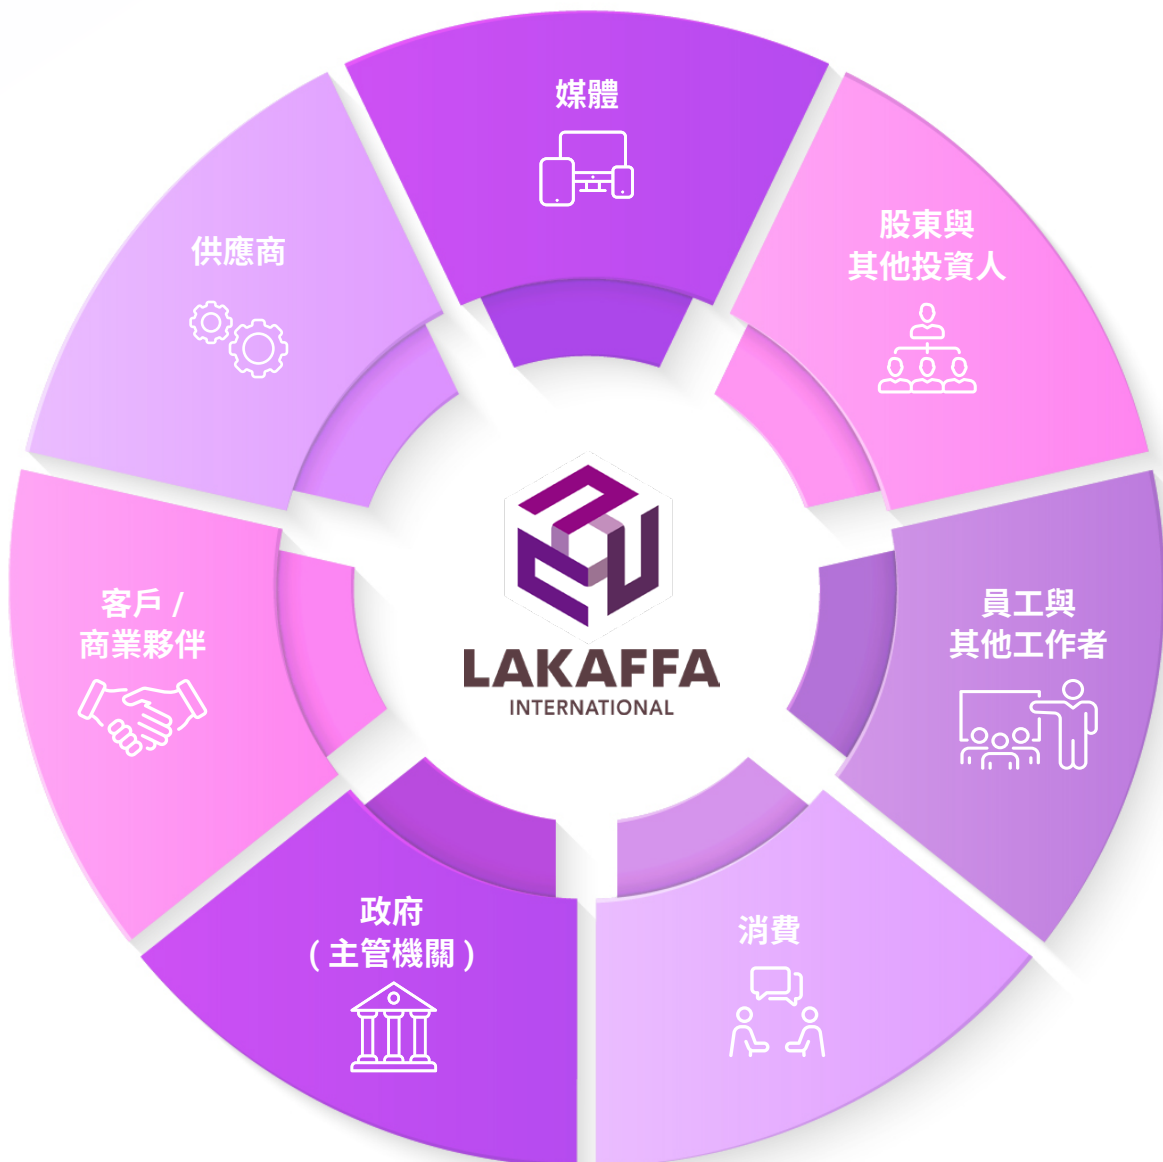 媒體
股東與
其他投資人
員工與
其他工作者
消費
政府
( 主管機關 )
客戶 /
商業夥伴
供應商
LAKAFFA
INTERNATIONAL